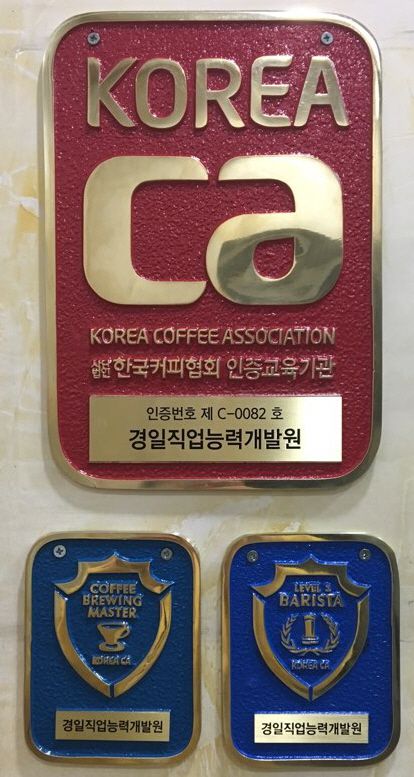 KOREA
ca
KOREA COFFEE ASSOCIATION
사단법인 한국커피협회 인증교육기관
인증번호 제 C-0082 호
경일직업능력개발원
COFFEE
BREWING
MASTER
KOREA CA
경일직업능력개발원
LEVEL 3
BARISTA
1
KOREA CA
경일직업능력개발원